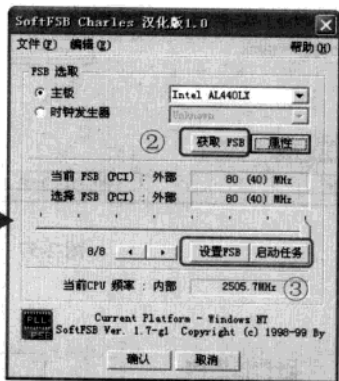 SoftFSB Charles 汉化版1.0
文件(F) 编辑(E) 帮助(H)
FSB 选取
主板 Intel AL440LX
时钟发生器 Unknown
② 获取 FSB 属性
当前 FSB (PCI) : 外部 80 (40) MHz
选择 FSB (PCI) : 外部 80 (40) MHz
8/8 设置FSB 启动任务
当前CPU 频率 : 内部 2505.7MHz ③
PLL
FSB
Current Platform - Windows NT
SoftFSB Ver. 1.7-g1 Copyright (c) 1998-99 By
确认 取消